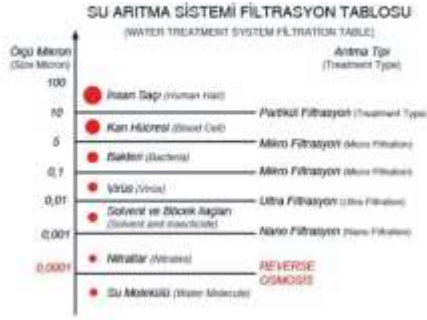 SU ARITMA SİSTEMİ FİLTRASYON TABLOSU
(WATER TREATMENT SYSTEM FILTRATION TABLE)
Ölçü Mikron
(Size Micron)
Arıtma Tipi
(Treatment Type)
100
İnsan Saçı (Human Hair)
10
Partikül Filtrasyon (Treatment Type)
Kan Hücresi (Blood Cell)
5
Mikro Filtrasyon (Micro Filtration)
Bakteri (Bacteria)
0,1
Mikro Filtrasyon (Micro Filtration)
Virüs (Virus)
0,01
Ultra Filtrasyon (Ultra Filtration)
Solvent ve Böcek ilaçları
(Solvent and insecticide)
0,001
Nano Filtrasyon (Nano Filtration)
Nitratlar (Nitrates)
0,0001
REVERSE
OSMOSIS
Su Molekülü (Water Molecule)